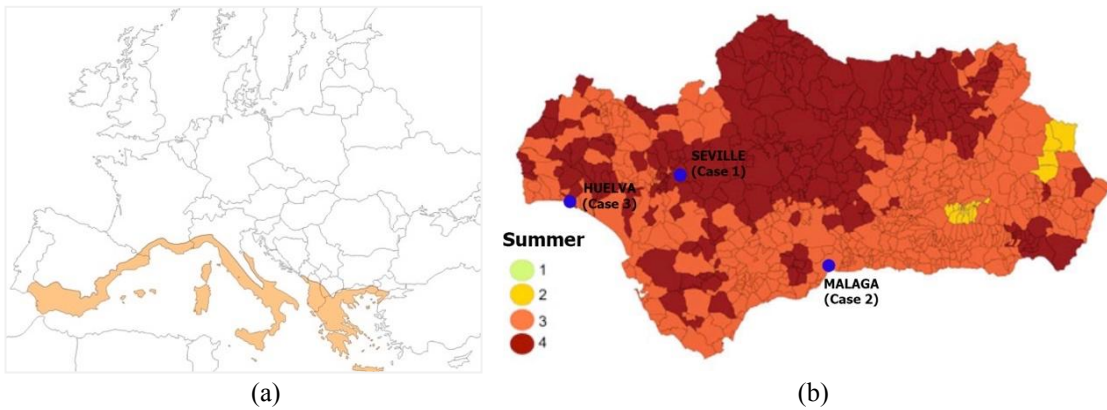 SEVILLE
(Case 1)
HUELVA
(Case 3)
Summer
1
2
3
4
MALAGA
(Case 2)
(a)
(b)